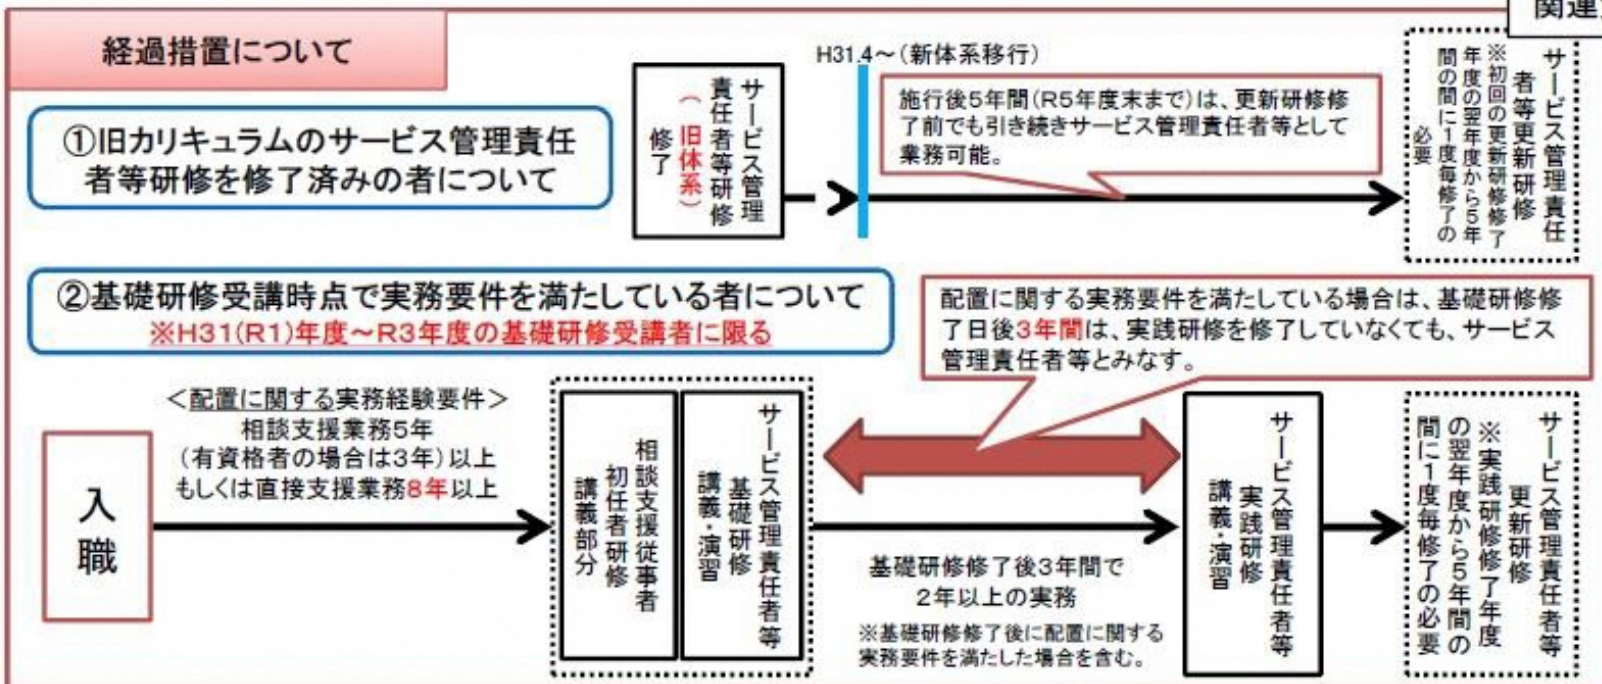 関連
経過措置について
①旧カリキュラムのサービス管理責任
者等研修を修了済みの者について
サービス管理
責任者等研修
(旧体系)
修了
H31.4～(新体系移行)
施行後5年間(R5年度末まで)は、更新研修修
了前でも引き続きサービス管理責任者等として
業務可能。
サービス管理責任
者等更新研修
※初回の更新研修修了
年度の翌年度から5年
間の間に1度毎修了の
必要
②基礎研修受講時点で実務要件を満たしている者について
※H31(R1)年度～R3年度の基礎研修受講者に限る
配置に関する実務要件を満たしている場合は、基礎研修修
了日後3年間は、実践研修を修了していなくても、サービス
管理責任者等とみなす。
入職
＜配置に関する実務経験要件＞
相談支援業務5年
(有資格者の場合は3年)以上
もしくは直接支援業務8年以上
相談支援従事者
初任者研修
講義部分
サービス管理責任者等
基礎研修
講義・演習
基礎研修修了後3年間で
2年以上の実務
※基礎研修修了後に配置に関する
実務要件を満たした場合を含む。
サービス管理責任者等
実践研修
講義・演習
サービス管理責任者等
更新研修
※実践研修修了年度
の翌年度から5年間の
間に1度毎修了の必要